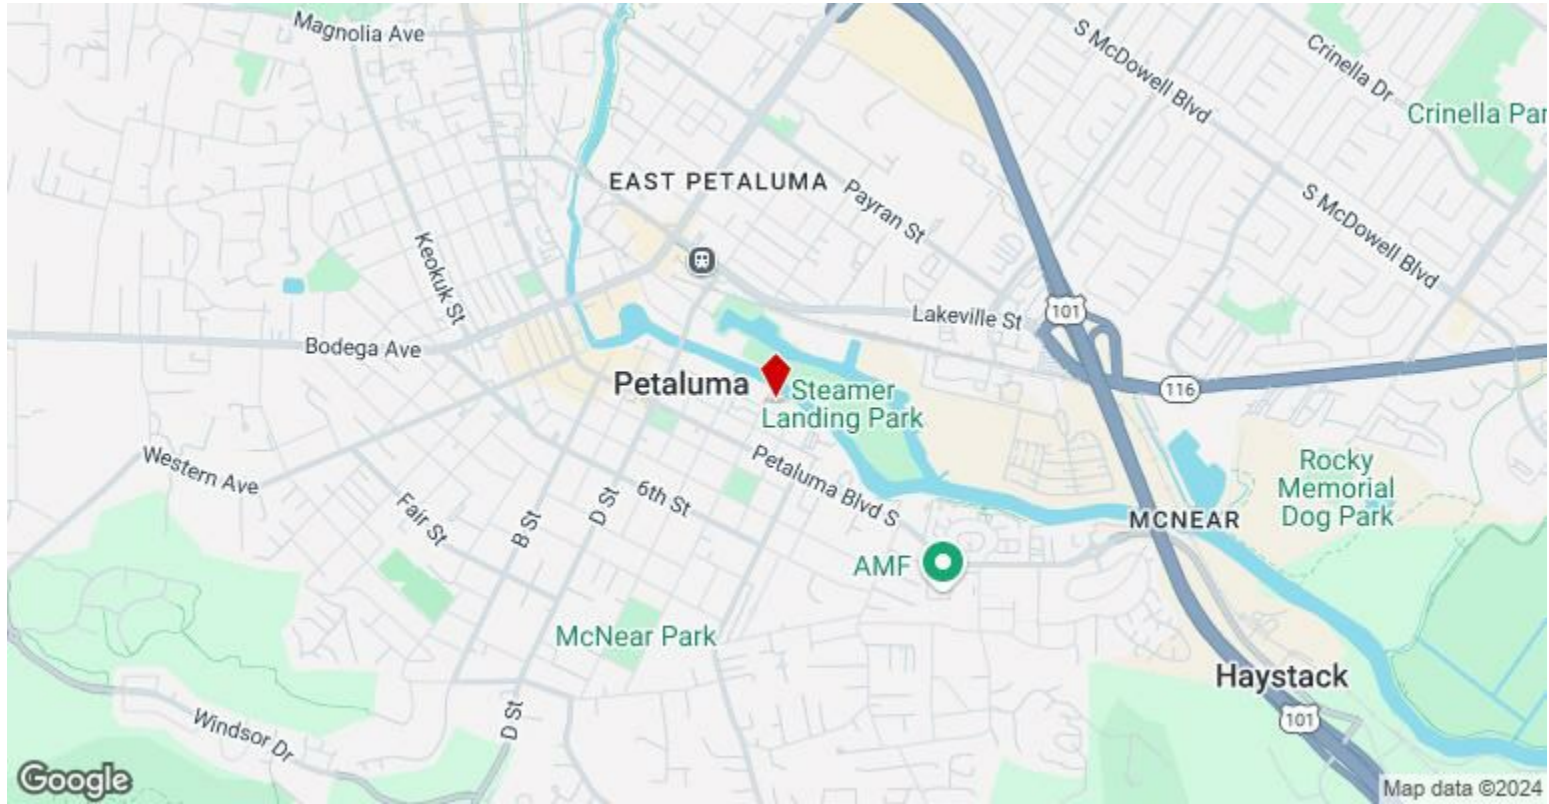 Magnolia Ave
S McDowell Blvd
Crinella Dr
Crinella Par
EAST PETALUMA
Payran St
S McDowell Blvd
Keokuk St
Lakeville St
101
Bodega Ave
Petaluma
Steamer
Landing Park
116
Western Ave
Fair St
B St
D St
6th St
Petaluma Blvd S
MCNEAR
Rocky
Memorial
Dog Park
AMF
McNear Park
Haystack
101
Windsor Dr
D St
Google
Map data ©2024